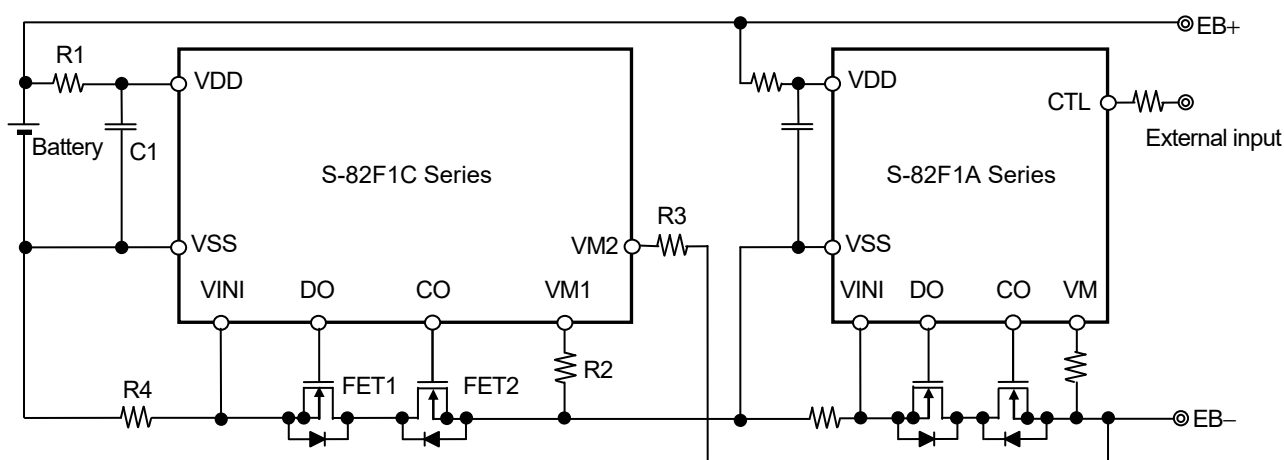 EB+
R1
VDD
VDD
CTL
Battery
C1
External input
S-82F1C Series
S-82F1A Series
R3
VSS
VM2
VSS
VINI
DO
CO
VM1
VINI
DO
CO
VM
R2
R4
FET1
FET2
EB−